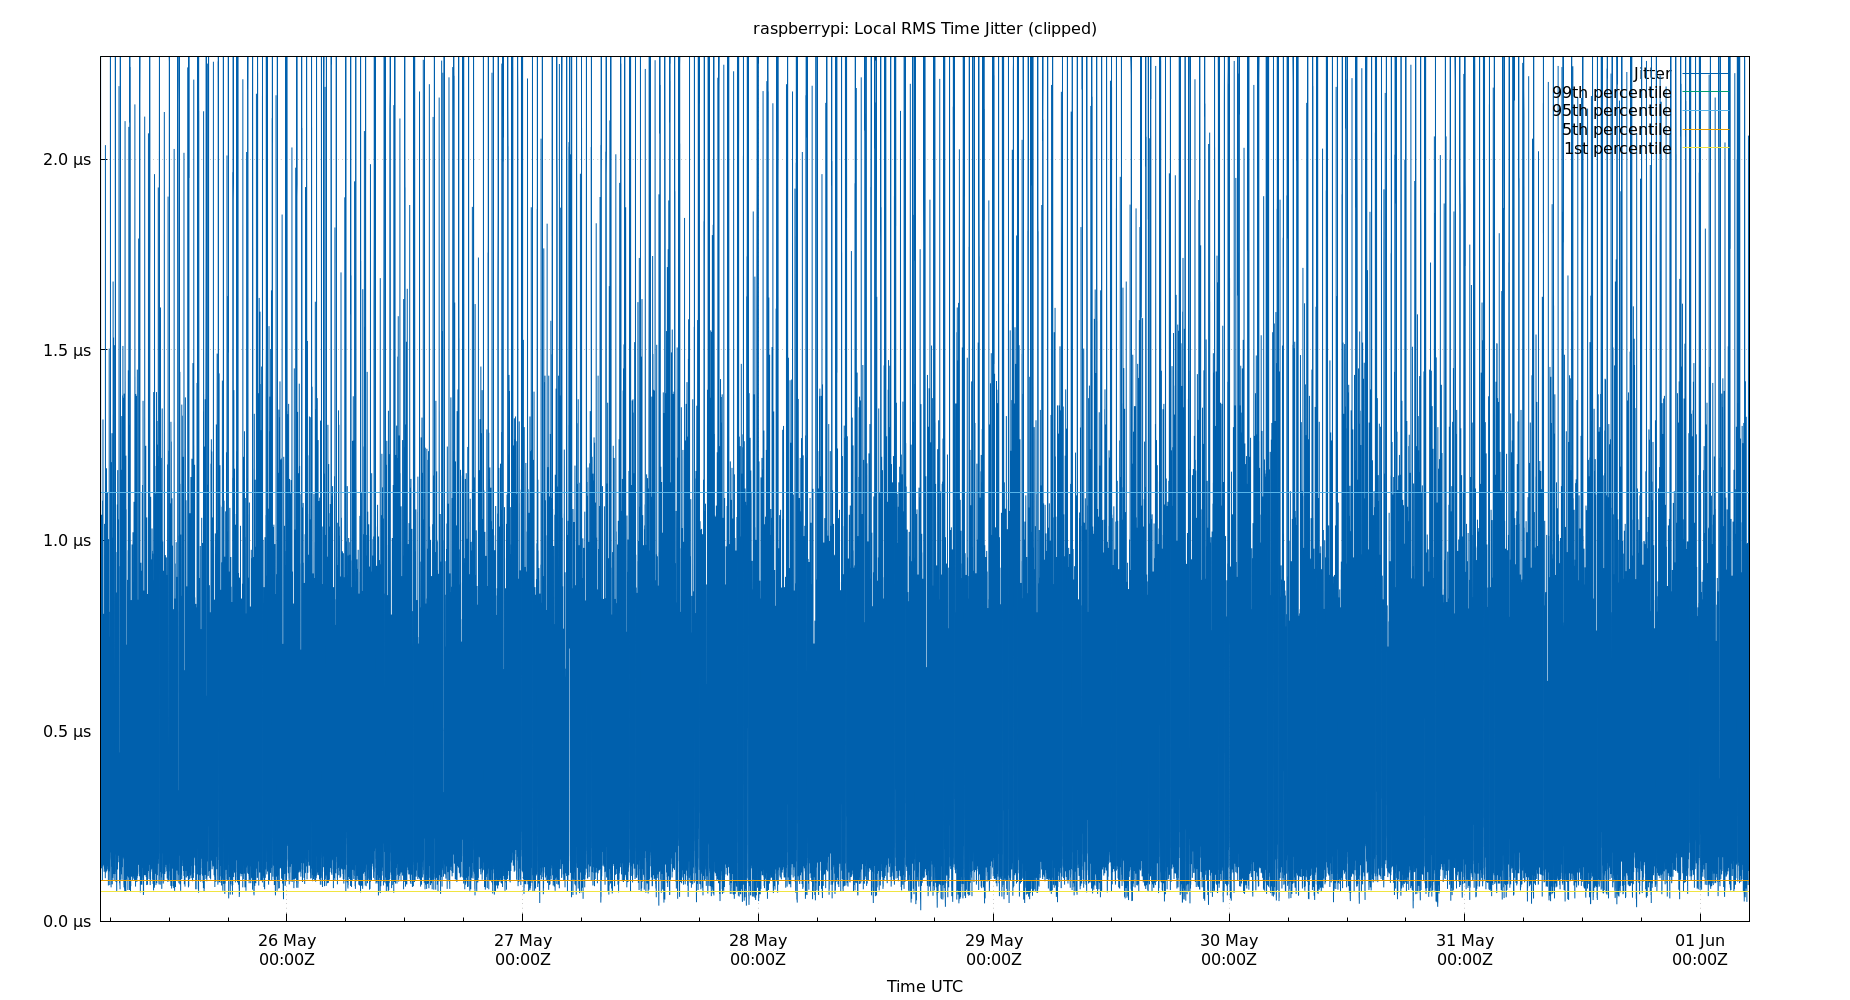 raspberrypi: Local RMS Time Jitter (clipped)
Jitter
99th percentile
95th percentile
5th percentile
1st percentile
2.0 μs
1.5 μs
1.0 μs
0.5 μs
0.0 μs
26 May 27 May 28 May 29 May 30 May 31 May 01 Jun
00:00Z 00:00Z 00:00Z 00:00Z 00:00Z 00:00Z 00:00Z
Time UTC